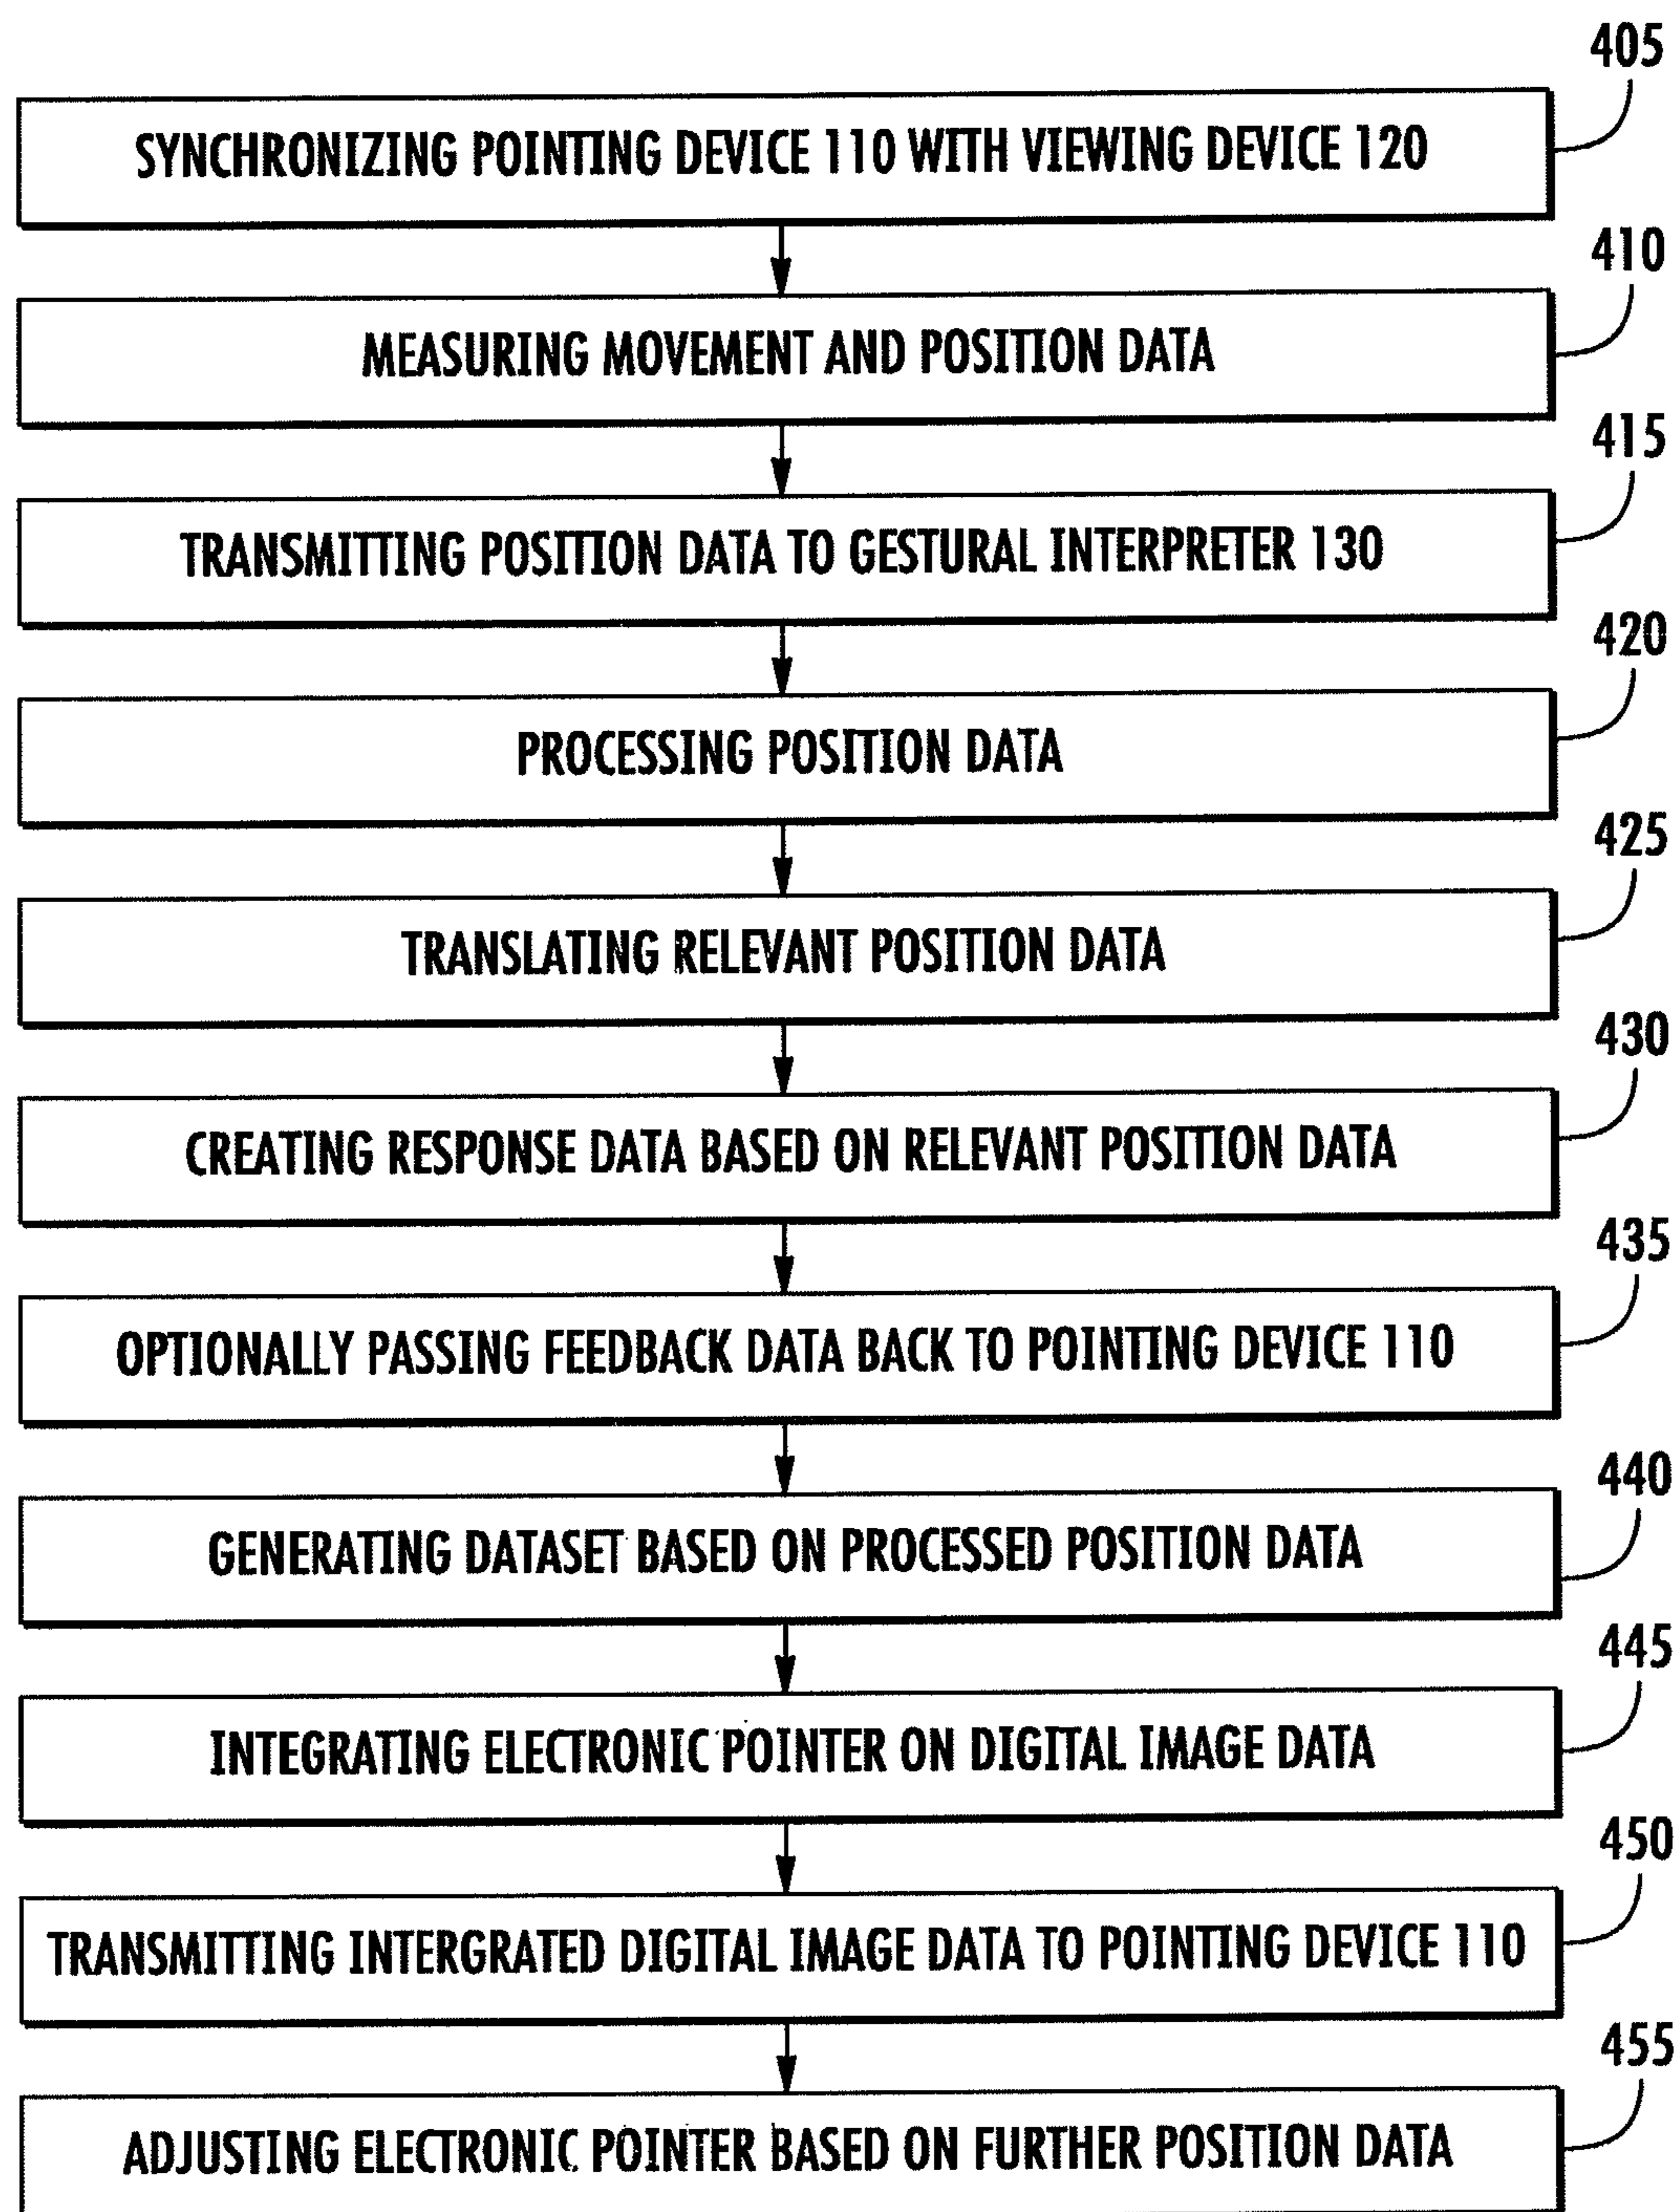 405
SYNCHRONIZING POINTING DEVICE 110 WITH VIEWING DEVICE 120
410
MEASURING MOVEMENT AND POSITION DATA
415
TRANSMITTING POSITION DATA TO GESTURAL INTERPRETER 130
420
PROCESSING POSITION DATA
425
TRANSLATING RELEVANT POSITION DATA
430
CREATING RESPONSE DATA BASED ON RELEVANT POSITION DATA
435
OPTIONALLY PASSING FEEDBACK DATA BACK TO POINTING DEVICE 110
440
GENERATING DATASET BASED ON PROCESSED POSITION DATA
445
INTEGRATING ELECTRONIC POINTER ON DIGITAL IMAGE DATA
450
TRANSMITTING INTERGRATED DIGITAL IMAGE DATA TO POINTING DEVICE 110
455
ADJUSTING ELECTRONIC POINTER BASED ON FURTHER POSITION DATA